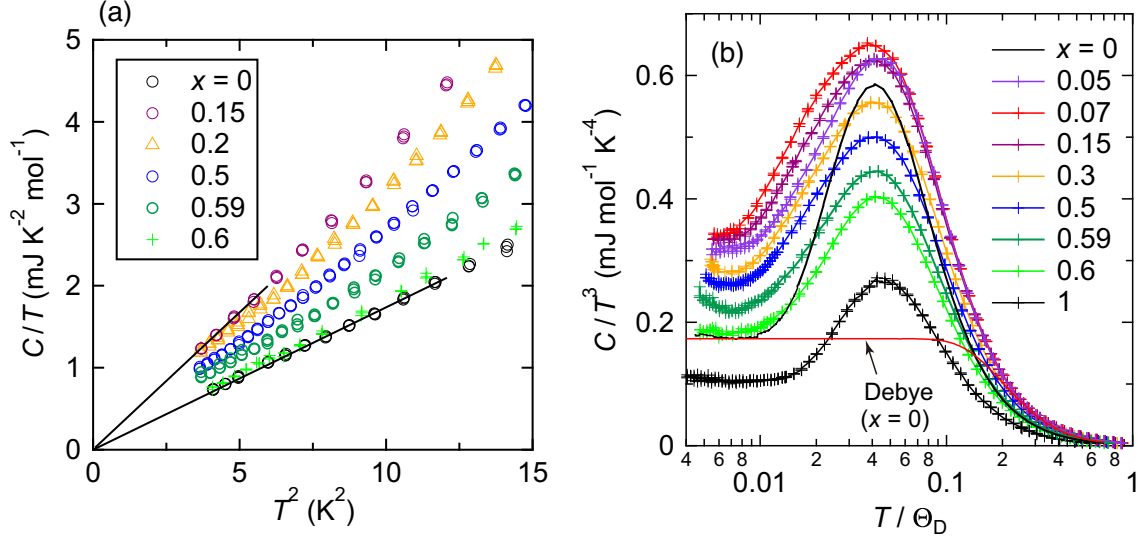 (a)
5
4
3
2
1
0
C / T (mJ K⁻² mol⁻¹)
x = 0
0.15
0.2
0.5
0.59
0.6
0
5
10
15
T² (K²)
(b)
0.6
0.4
0.2
0
C / T³ (mJ mol⁻¹ K⁻⁴)
x = 0
0.05
0.07
0.15
0.3
0.5
0.59
0.6
1
Debye
(x = 0)
4 6 8 2 4 6 8 2 4 6 8
0.01 0.1 1
T / Θ_D